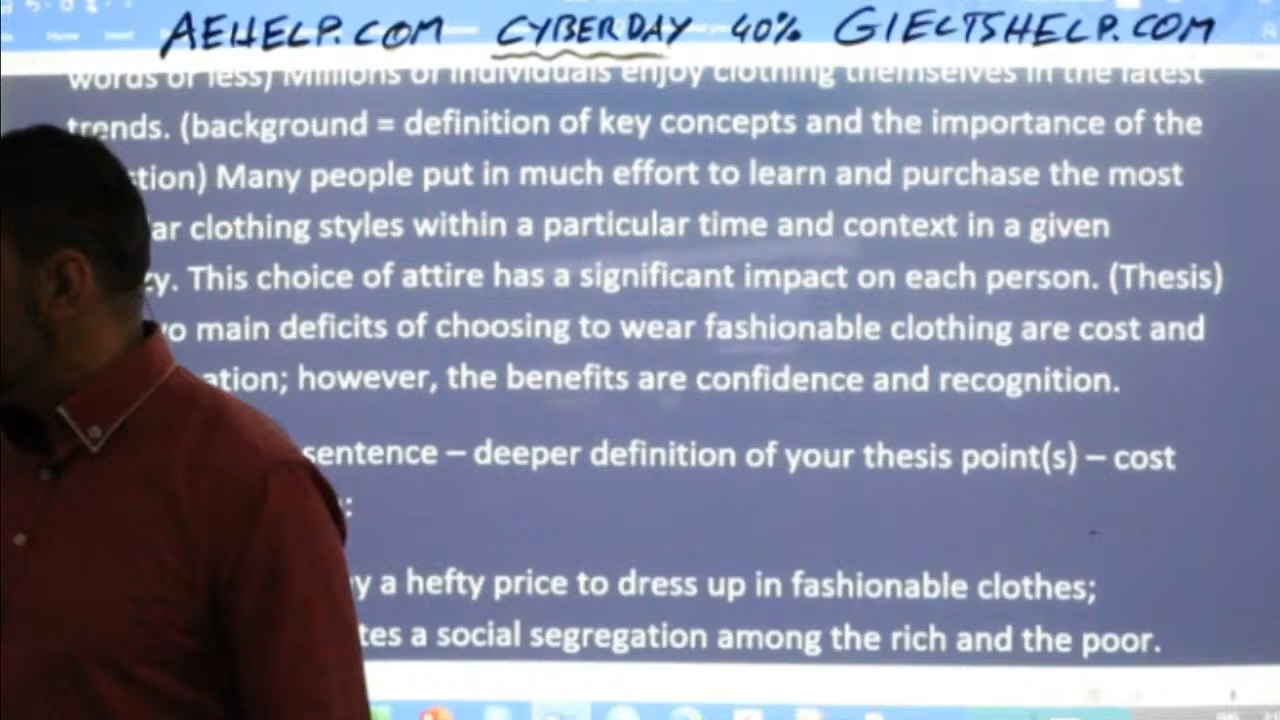 AEHELP.COM CYBERDAY 40% GIELTSHELP.COM
Home Insert
words or less) Millions of individuals enjoy clothing themselves in the latest
trends. (background = definition of key concepts and the importance of the
tion) Many people put in much effort to learn and purchase the most
ar clothing styles within a particular time and context in a given
y. This choice of attire has a significant impact on each person. (Thesis)
o main deficits of choosing to wear fashionable clothing are cost and
ation; however, the benefits are confidence and recognition.
sentence – deeper definition of your thesis point(s) – cost
:
y a hefty price to dress up in fashionable clothes;
tes a social segregation among the rich and the poor.